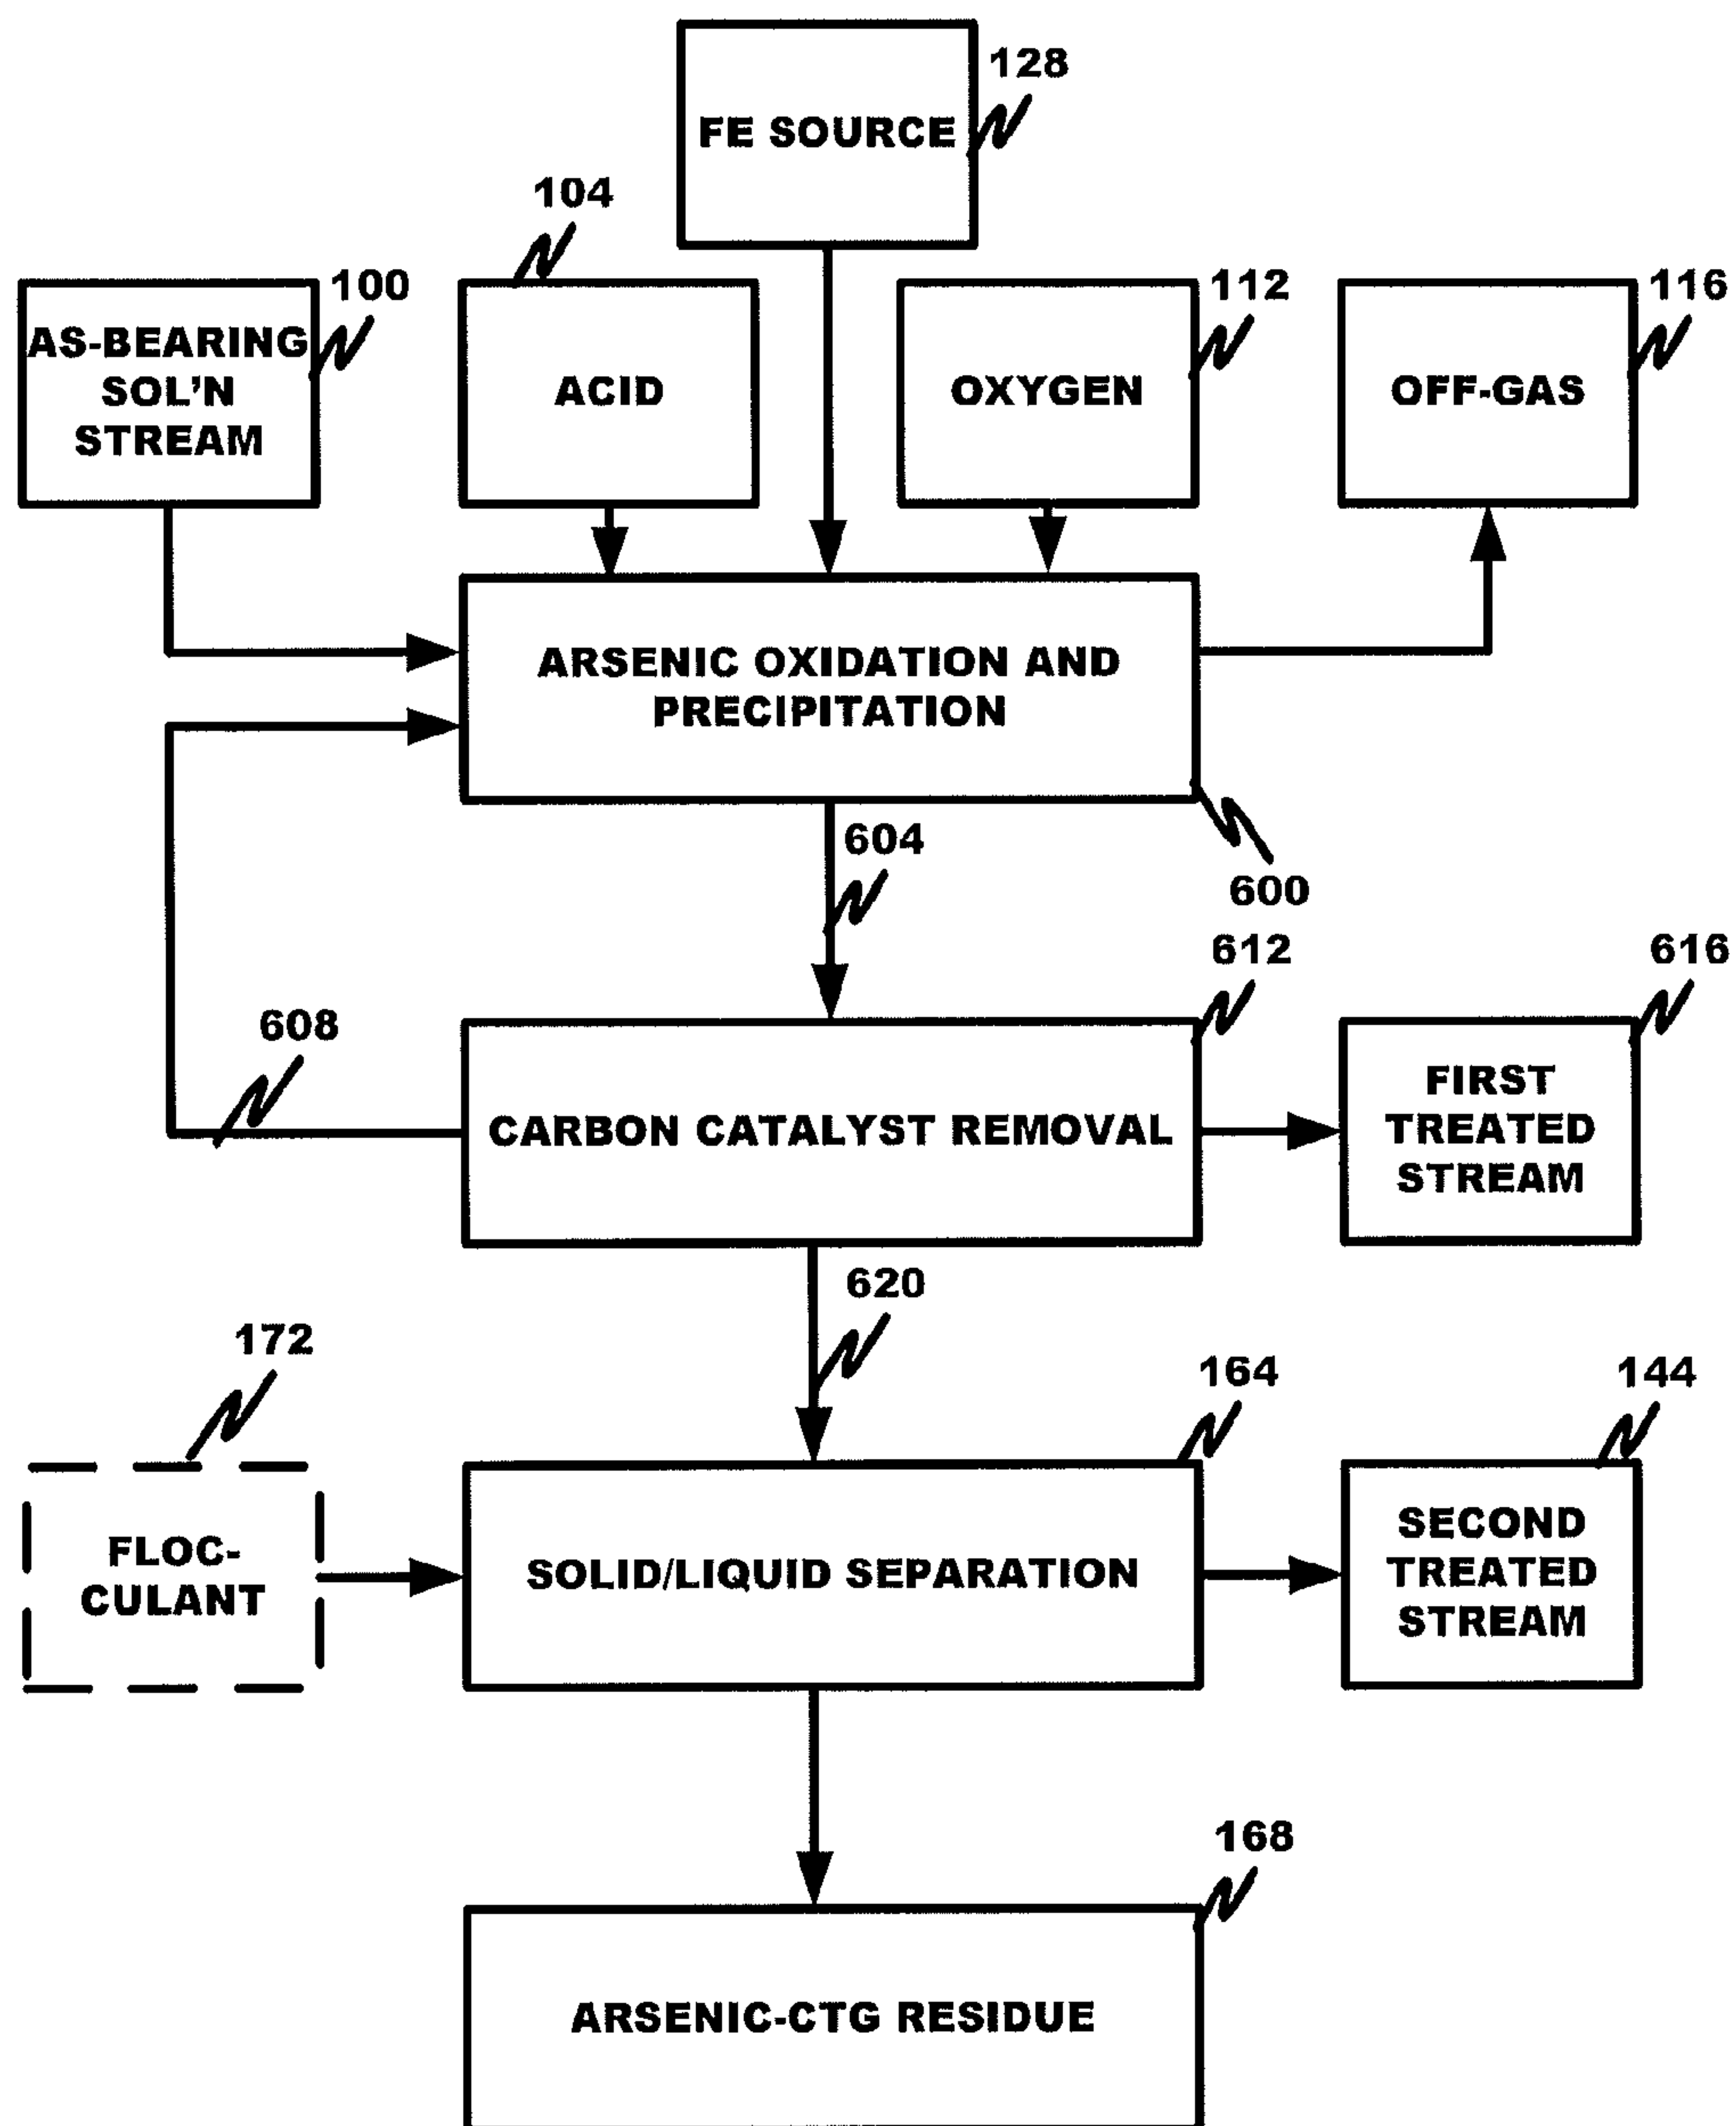 128
FE SOURCE
104
100
AS-BEARING
SOL'N
STREAM
ACID
112
OXYGEN
116
OFF-GAS
ARSENIC OXIDATION AND
PRECIPITATION
600
604
608
612
CARBON CATALYST REMOVAL
616
FIRST
TREATED
STREAM
620
172
FLOC-
CULANT
164
SOLID/LIQUID SEPARATION
144
SECOND
TREATED
STREAM
168
ARSENIC-CTG RESIDUE